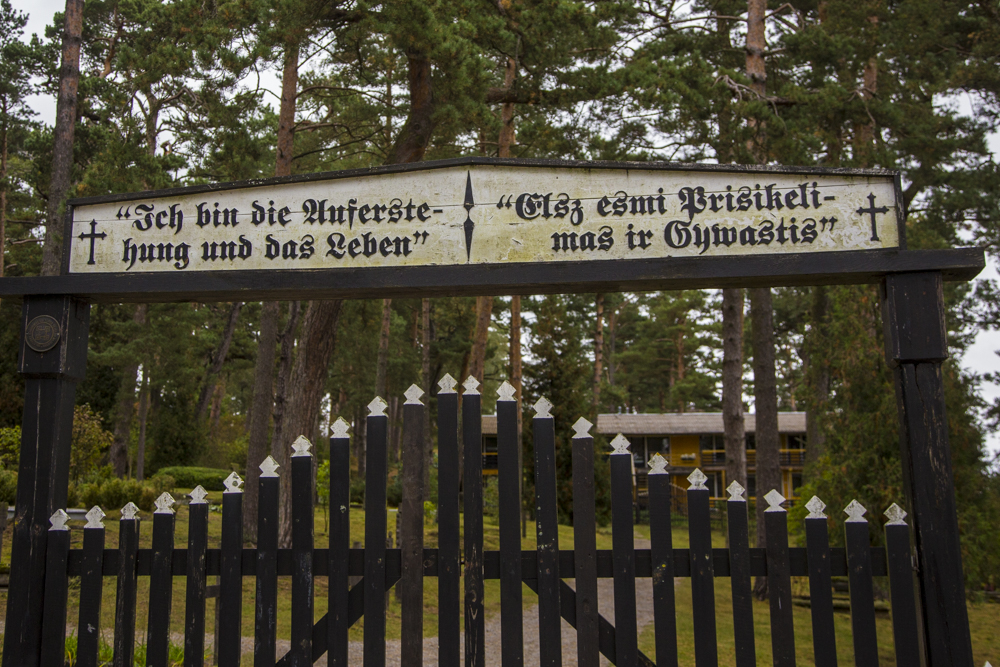 “Ich bin die Auferste-
hung und das Leben”
“Elsz esmi Prisikeli-
mas ir Gywastis”